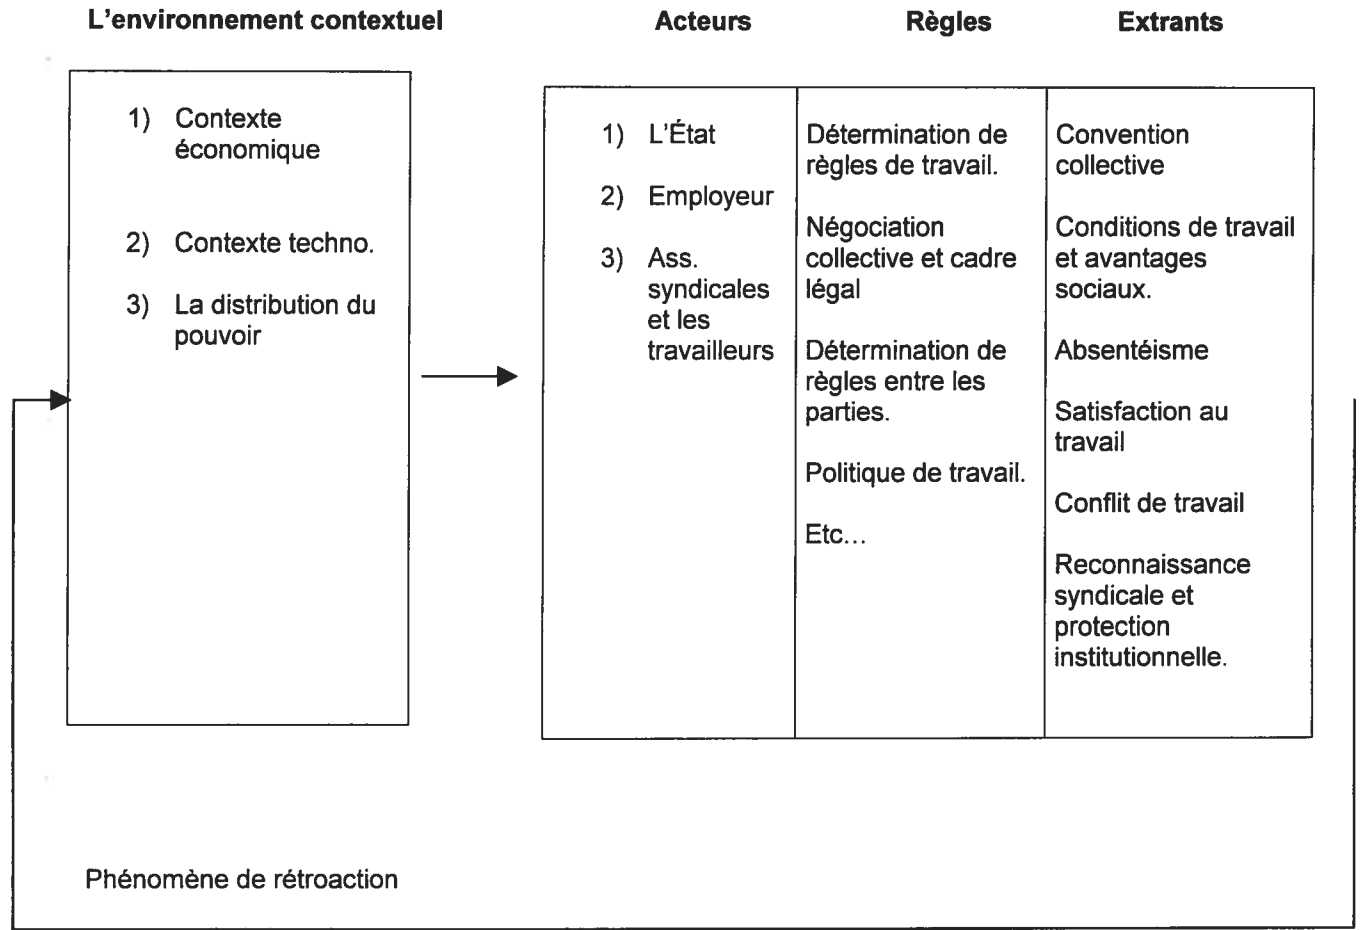 L'environnement contextuel
Acteurs
Règles
Extrants
1) Contexte
économique
2) Contexte techno.
3) La distribution du
pouvoir
1) L'État
2) Employeur
3) Ass.
syndicales
et les
travailleurs
Détermination de
règles de travail.
Négociation
collective et cadre
légal
Détermination de
règles entre les
parties.
Politique de travail.
Etc…
Convention
collective
Conditions de travail
et avantages
sociaux.
Absentéisme
Satisfaction au
travail
Conflit de travail
Reconnaissance
syndicale et
protection
institutionnelle.
Phénomène de rétroaction